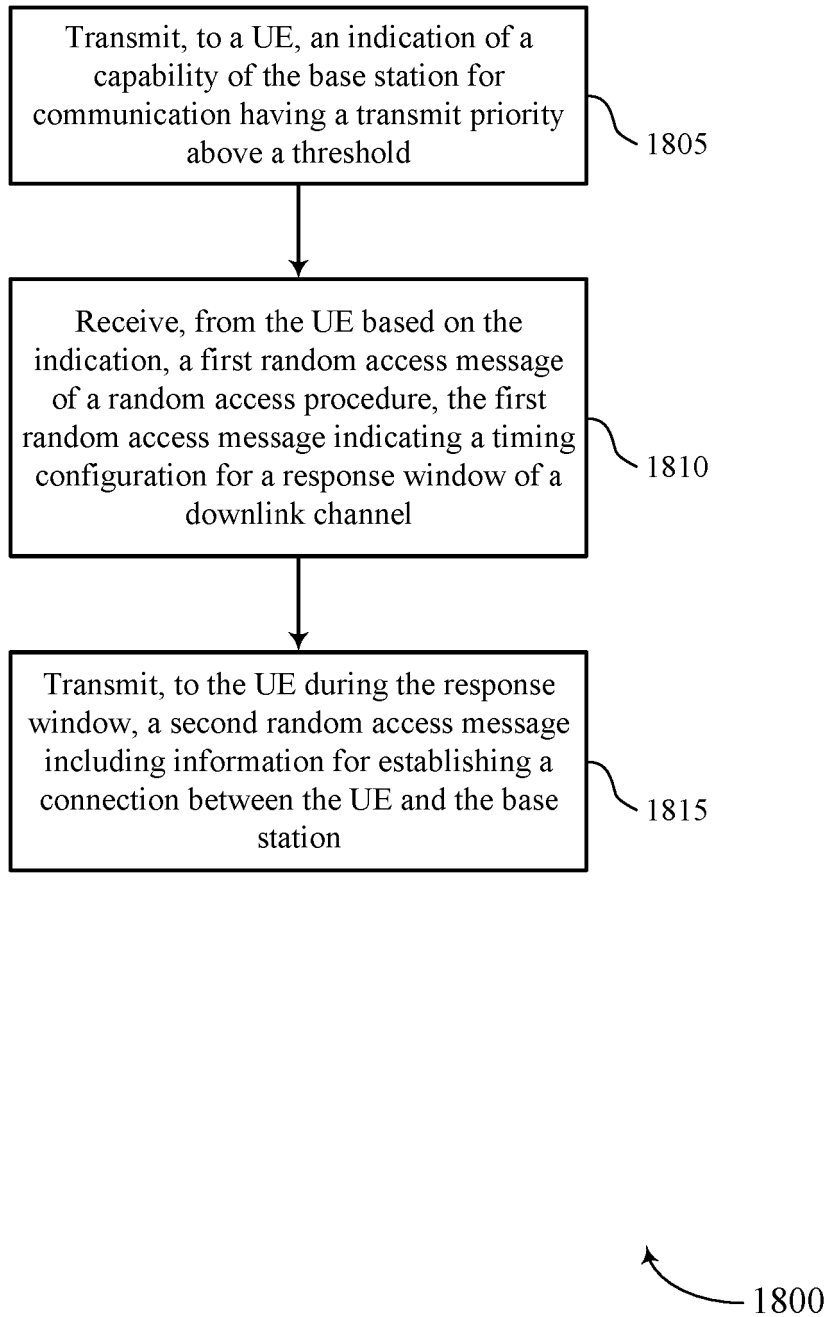 Transmit, to a UE, an indication of a
capability of the base station for
communication having a transmit priority
above a threshold
1805
Receive, from the UE based on the
indication, a first random access message
of a random access procedure, the first
random access message indicating a timing
configuration for a response window of a
downlink channel
1810
Transmit, to the UE during the response
window, a second random access message
including information for establishing a
connection between the UE and the base
station
1815
1800